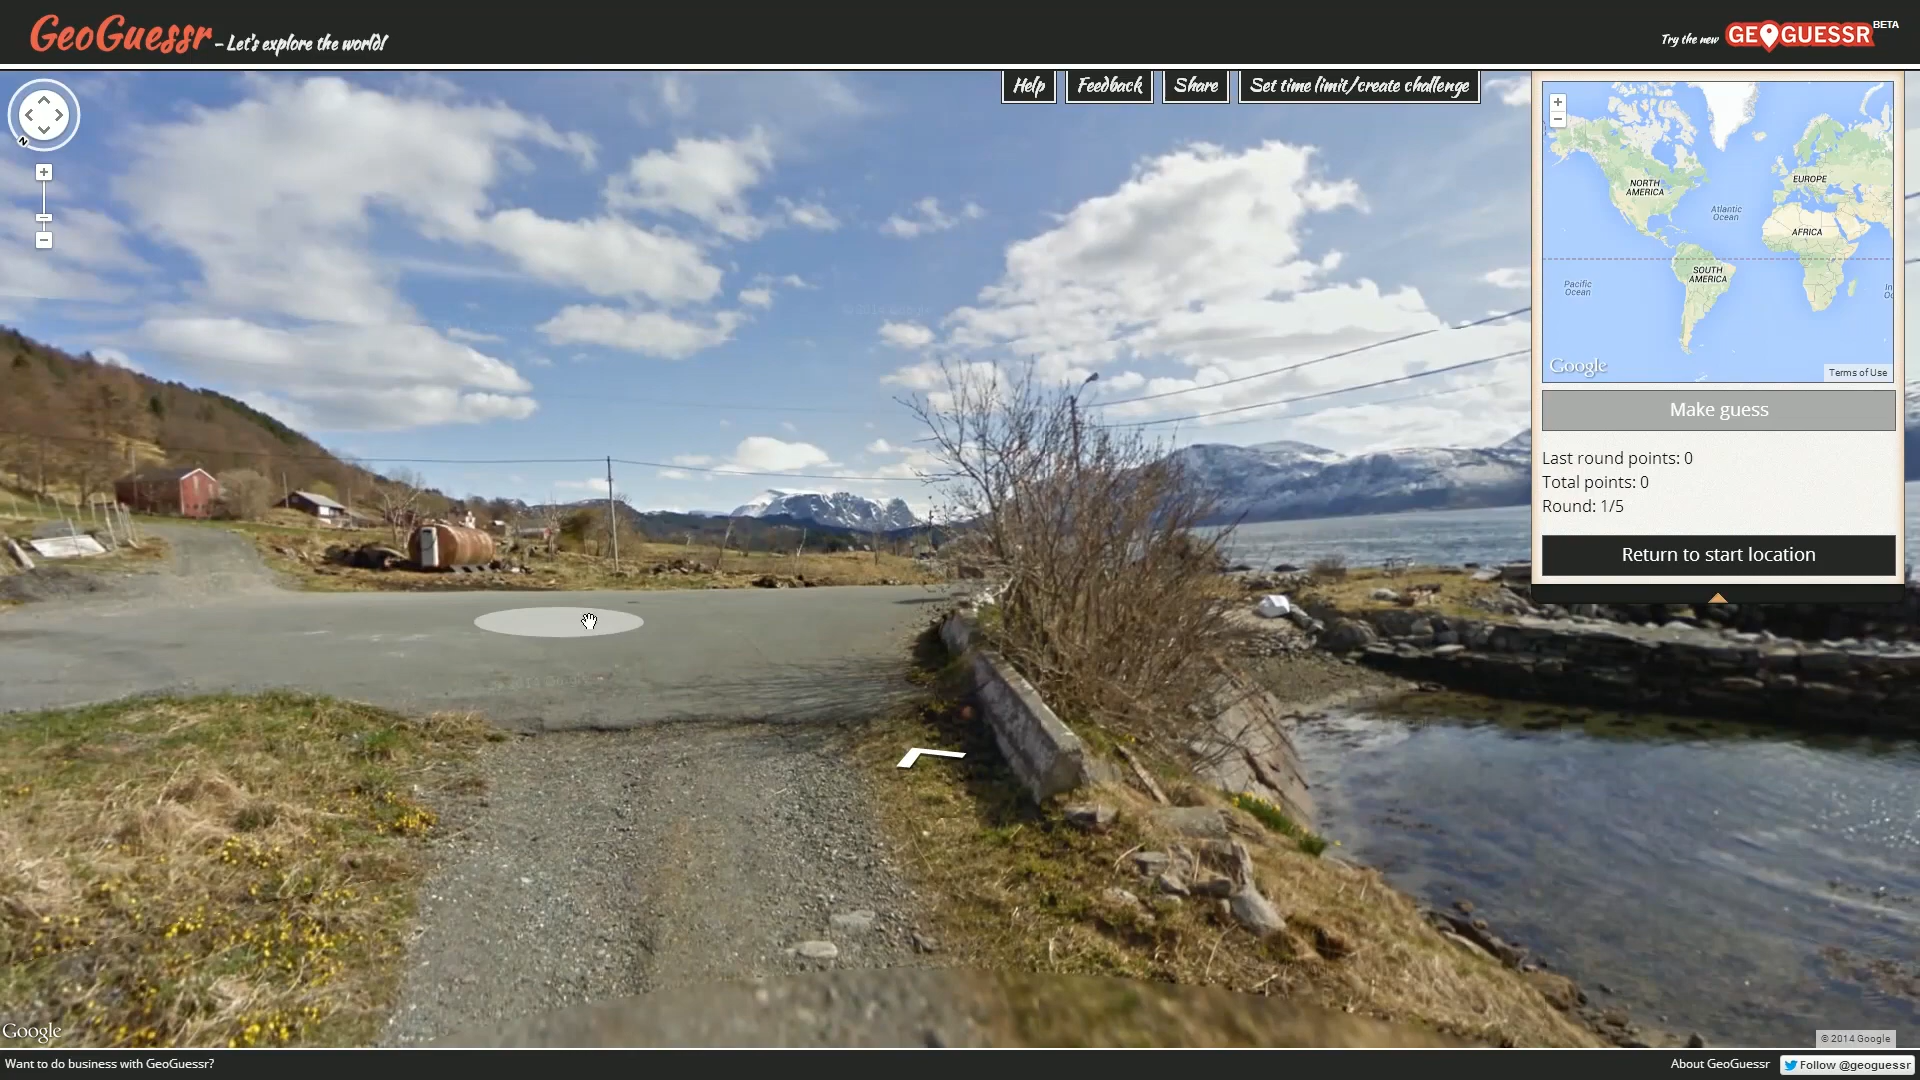 GeoGuessr - Let's explore the world!
Try the new GEOGUESSR BETA
Help
Feedback
Share
Set time limit/create challenge
N
+
−
+
−
NORTH
AMERICA
EUROPE
Atlantic
Ocean
AFRICA
SOUTH
AMERICA
Pacific
Ocean
In
Oc
Google
Terms of Use
Make guess
Last round points: 0
Total points: 0
Round: 1/5
Return to start location
Google
© 2014 Google
Want to do business with GeoGuessr?
About GeoGuessr
Follow @geoguessr